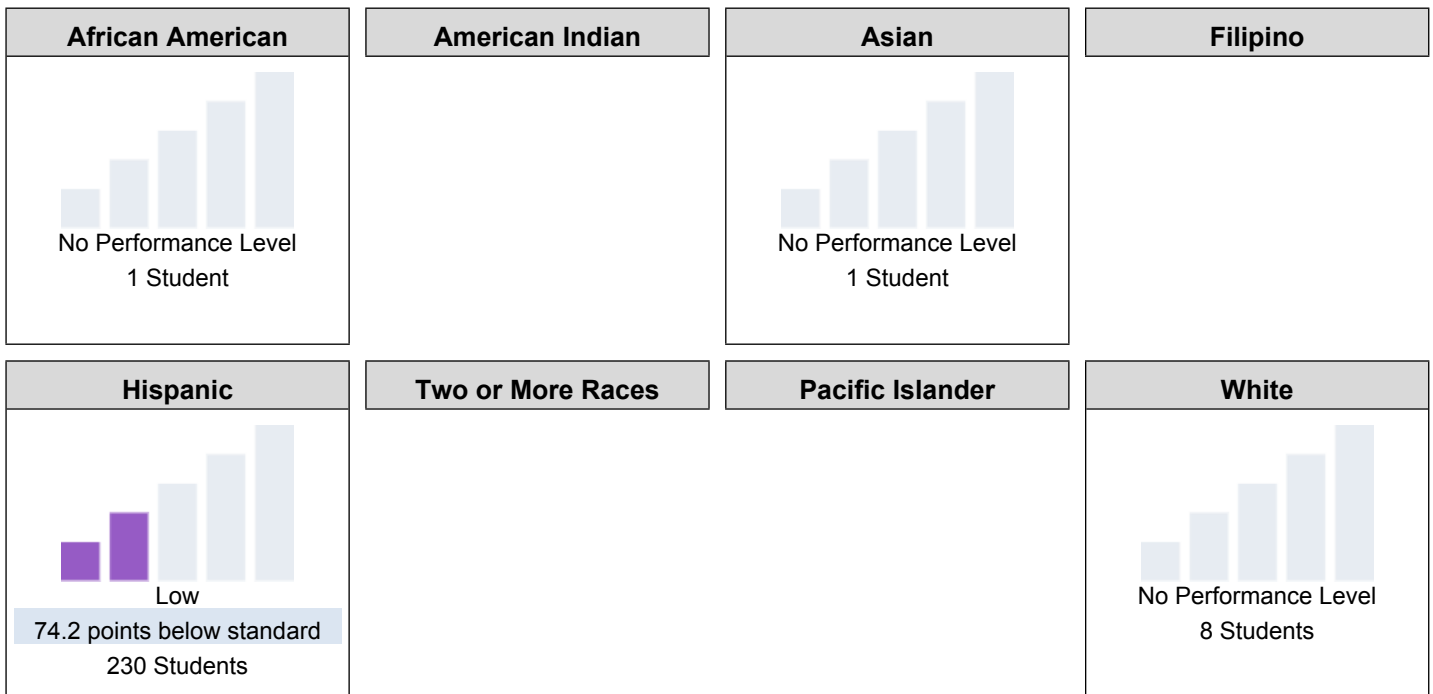 African American
American Indian
Asian
Filipino
No Performance Level
1 Student
No Performance Level
1 Student
Hispanic
Two or More Races
Pacific Islander
White
Low
74.2 points below standard
230 Students
No Performance Level
8 Students